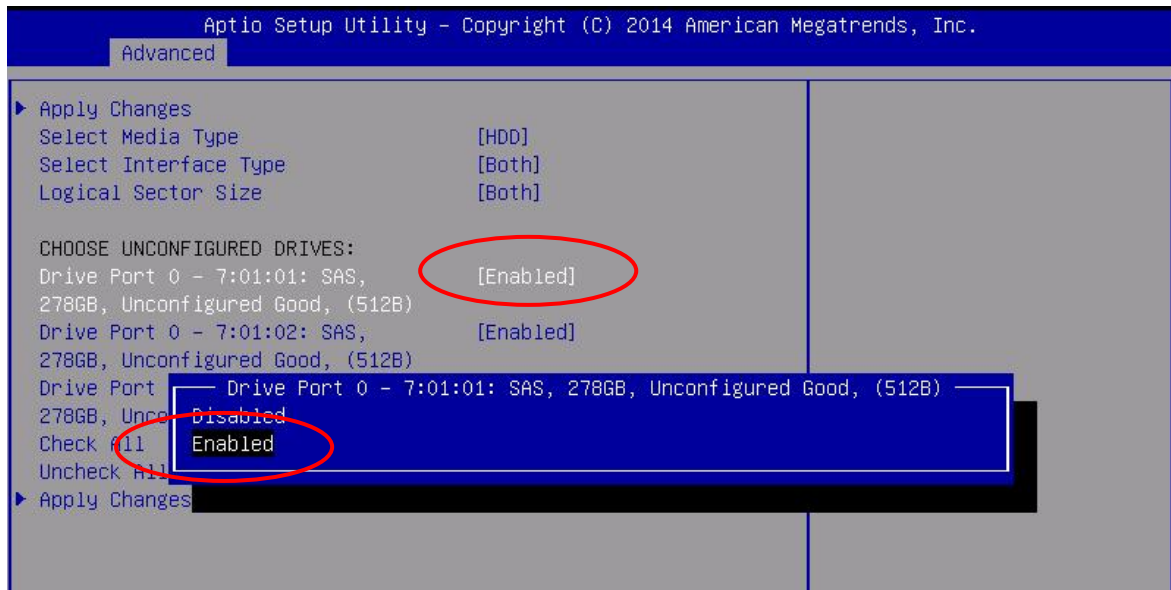 Aptio Setup Utility – Copyright (C) 2014 American Megatrends, Inc.
Advanced
Apply Changes
Select Media Type [HDD]
Select Interface Type [Both]
Logical Sector Size [Both]
CHOOSE UNCONFIGURED DRIVES:
Drive Port 0 - 7:01:01: SAS, [Enabled]
278GB, Unconfigured Good, (512B)
Drive Port 0 - 7:01:02: SAS, [Enabled]
278GB, Unconfigured Good, (512B)
Drive Port
278GB, Unco
Check All
Uncheck All
Apply Changes
Drive Port 0 - 7:01:01: SAS, 278GB, Unconfigured Good, (512B)
Disabled
Enabled